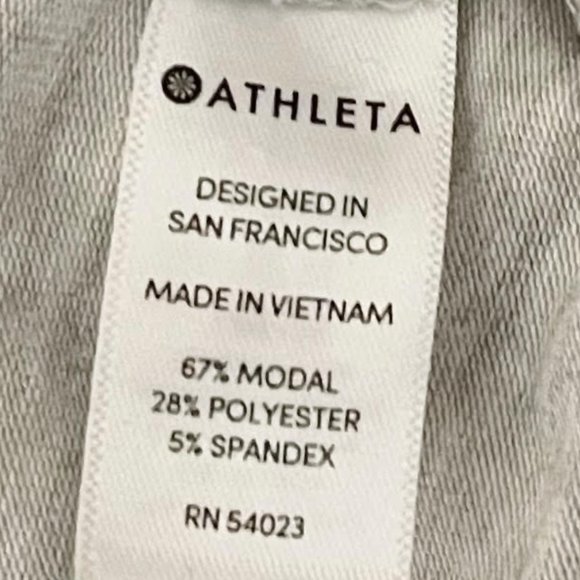 ATHLETA
DESIGNED IN
SAN FRANCISCO
MADE IN VIETNAM
67% MODAL
28% POLYESTER
5% SPANDEX
RN 54023